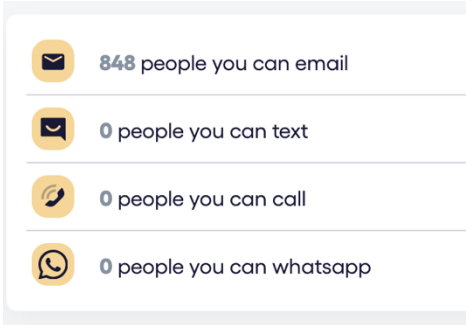 848 people you can email
0 people you can text
0 people you can call
0 people you can whatsapp